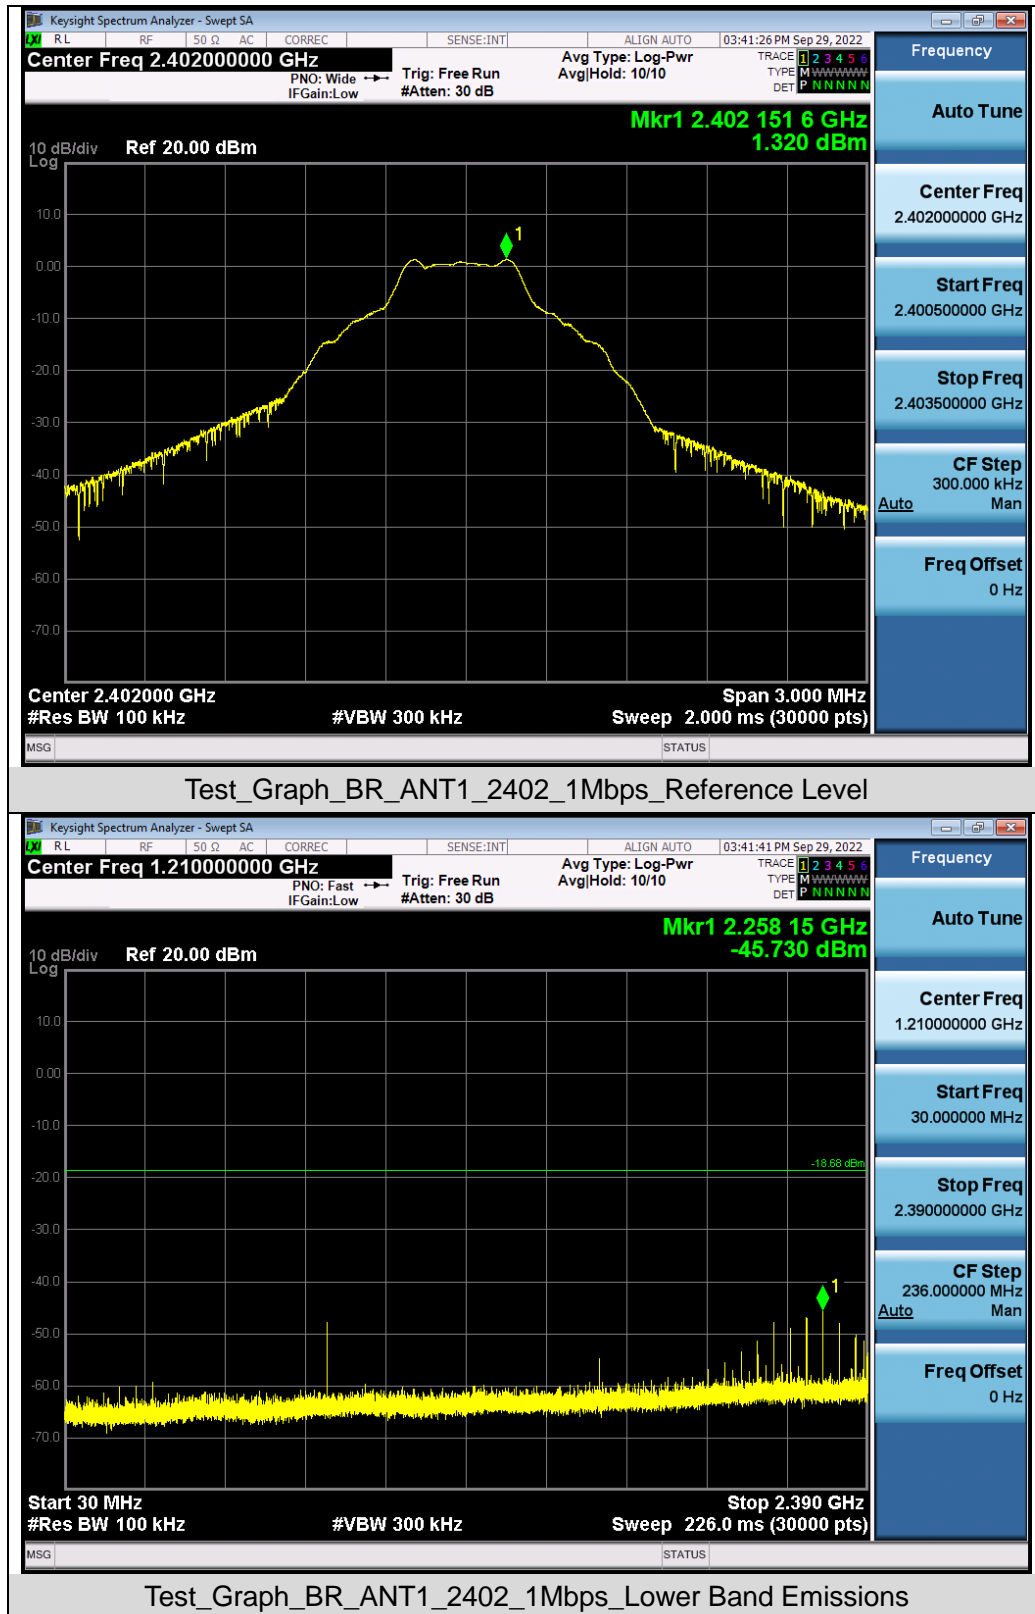 Keysight Spectrum Analyzer - Swept SA
LXI RL RF 50 Ω AC CORREC SENSE:INT ALIGN AUTO 03:41:26 PM Sep 29, 2022
Center Freq 2.402000000 GHz
PNO: Wide
IFGain:Low
Trig: Free Run
#Atten: 30 dB
Avg Type: Log-Pwr
Avg|Hold: 10/10
TRACE 1 2 3 4 5 6
TYPE M WWWWW
DET P N N N N N
Mkr1 2.402 151 6 GHz
1.320 dBm
10 dB/div Ref 20.00 dBm
Log
10.0
0.00
-10.0
-20.0
-30.0
-40.0
-50.0
-60.0
-70.0
1
Center 2.402000 GHz Span 3.000 MHz
#Res BW 100 kHz #VBW 300 kHz Sweep 2.000 ms (30000 pts)
MSG STATUS
Frequency
Auto Tune
Center Freq
2.402000000 GHz
Start Freq
2.400500000 GHz
Stop Freq
2.403500000 GHz
CF Step
300.000 kHz
Auto Man
Freq Offset
0 Hz
Test_Graph_BR_ANT1_2402_1Mbps_Reference Level
Keysight Spectrum Analyzer - Swept SA
LXI RL RF 50 Ω AC CORREC SENSE:INT ALIGN AUTO 03:41:41 PM Sep 29, 2022
Center Freq 1.210000000 GHz
PNO: Fast
IFGain:Low
Trig: Free Run
#Atten: 30 dB
Avg Type: Log-Pwr
Avg|Hold: 10/10
TRACE 1 2 3 4 5 6
TYPE M WWWWW
DET P N N N N N
Mkr1 2.258 15 GHz
-45.730 dBm
10 dB/div Ref 20.00 dBm
Log
10.0
0.00
-10.0
-20.0
-30.0
-40.0
-50.0
-60.0
-70.0
-18.68 dBm
1
Start 30 MHz Stop 2.390 GHz
#Res BW 100 kHz #VBW 300 kHz Sweep 226.0 ms (30000 pts)
MSG STATUS
Frequency
Auto Tune
Center Freq
1.210000000 GHz
Start Freq
30.000000 MHz
Stop Freq
2.390000000 GHz
CF Step
236.000000 MHz
Auto Man
Freq Offset
0 Hz
Test_Graph_BR_ANT1_2402_1Mbps_Lower Band Emissions